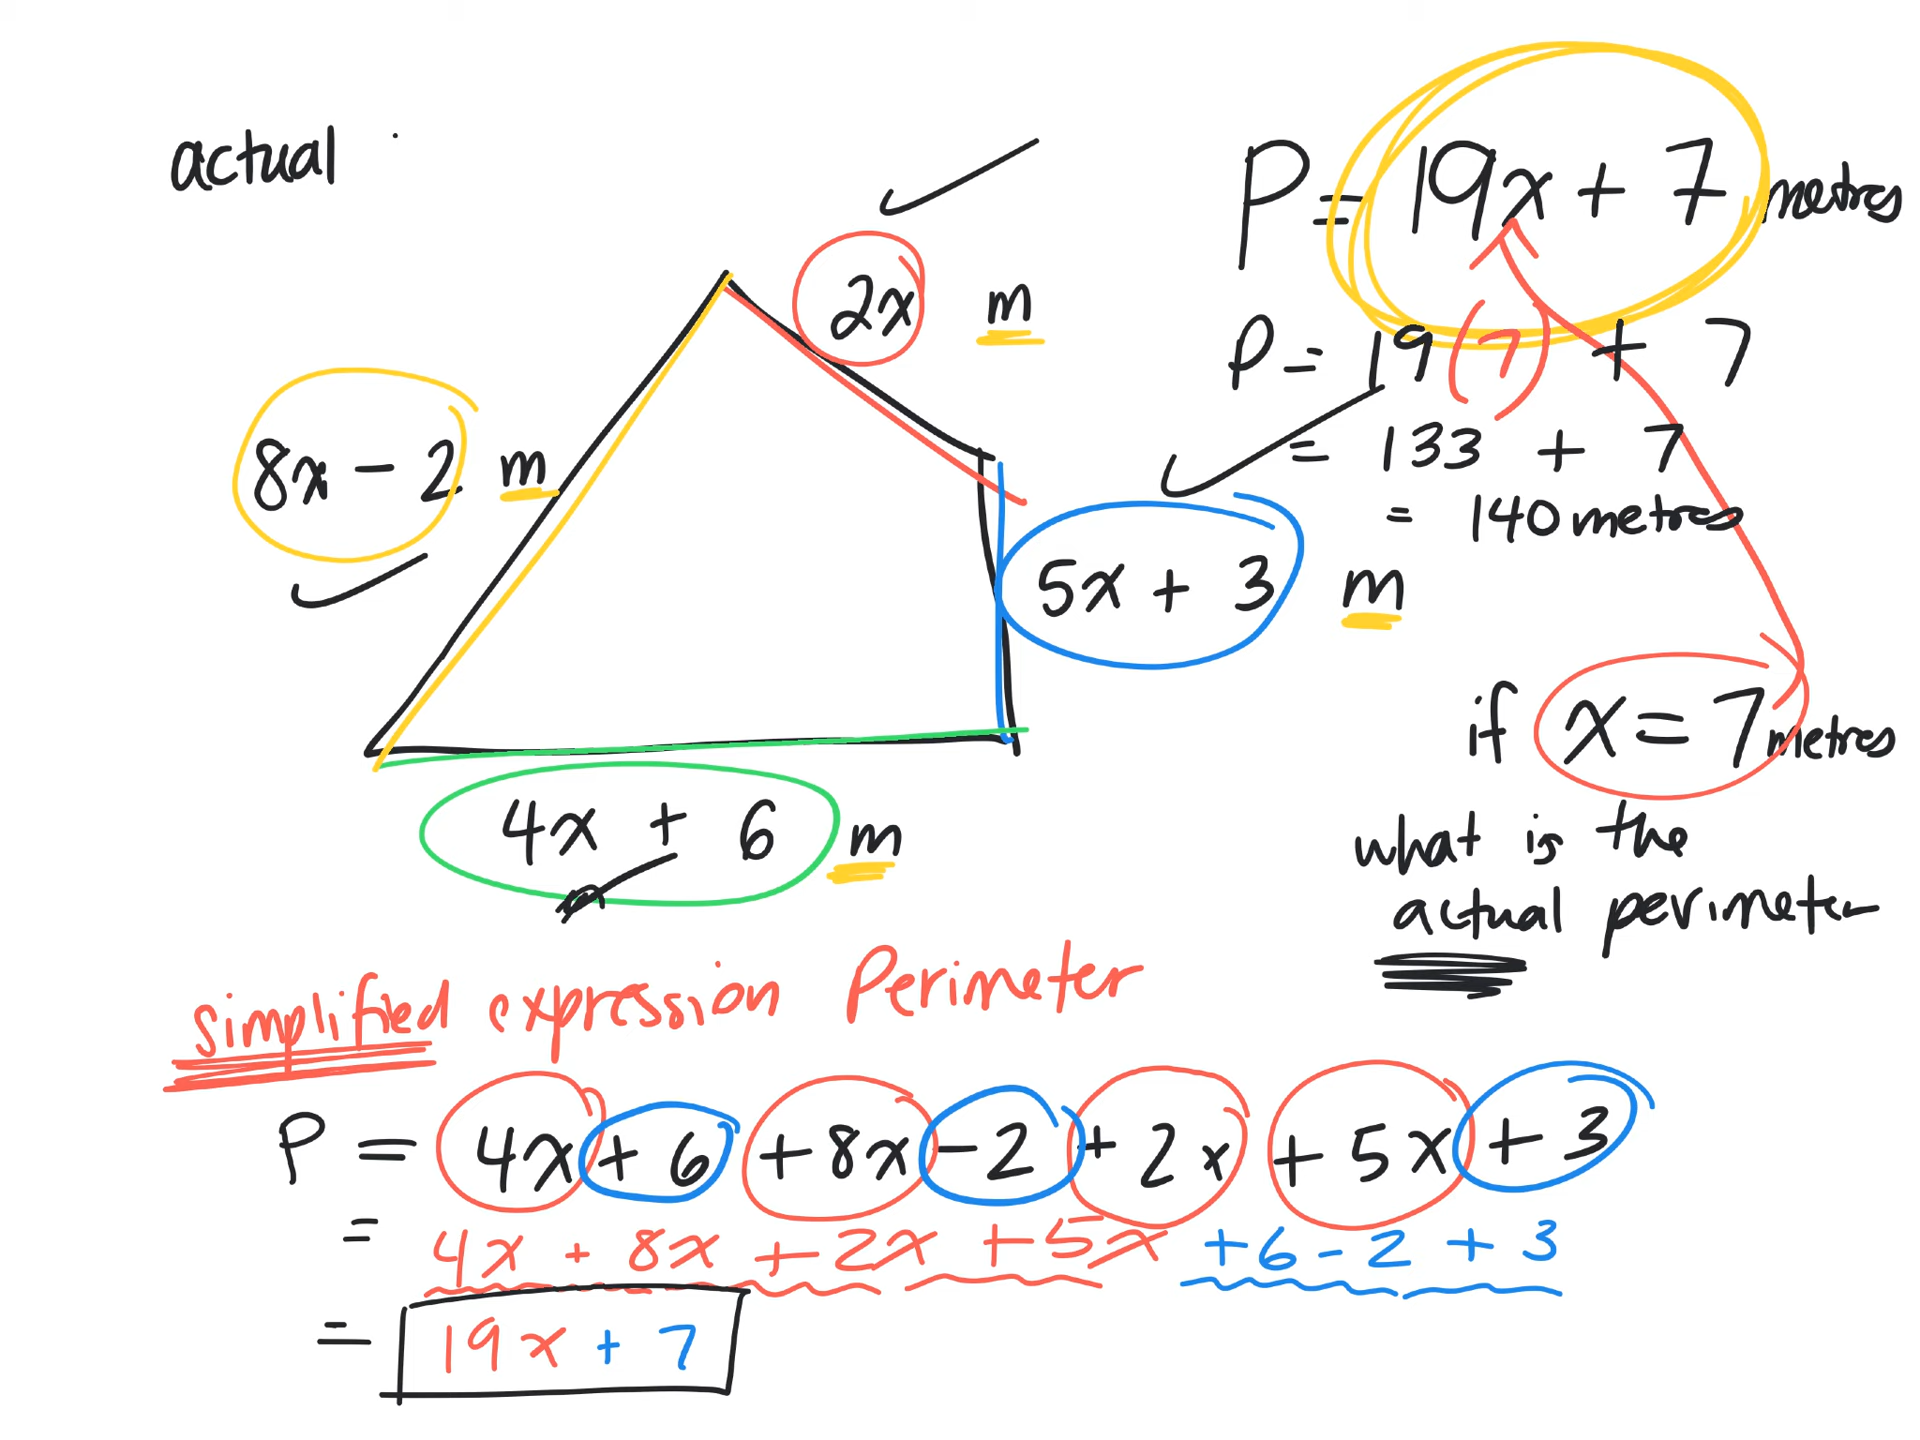 actual
P = 19x + 7 metres
2x m
P = 19 (7) + 7
8x - 2 m
= 133 + 7
= 140 metres
5x + 3 m
if x = 7 metres
4x + 6 m
what is the
actual perimeter
simplified expression Perimeter
P = 4x + 6 + 8x - 2 + 2x + 5x + 3
= 4x + 8x + 2x + 5x + 6 - 2 + 3
= 19x + 7